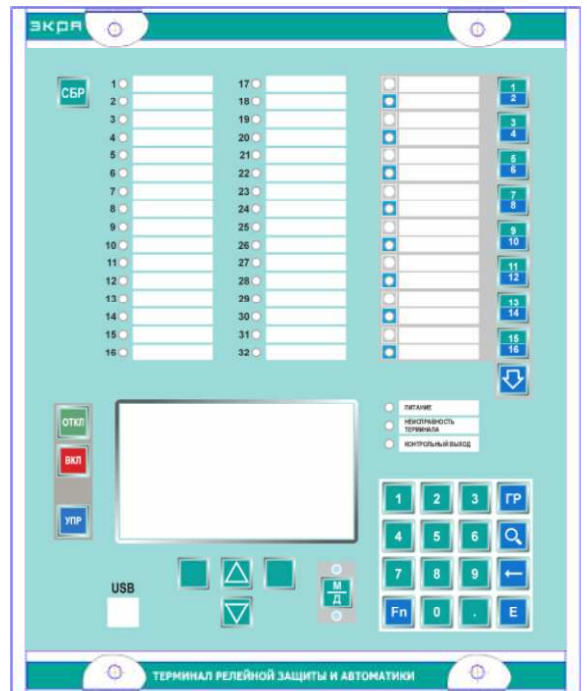 экра
СБР
1 17 1
2 18 2
3 19 3
4 20 4
5 21 5
6 22 6
7 23 7
8 24 8
9 25 9
10 26 10
11 27 11
12 28 12
13 29 13
14 30 14
15 31 15
16 32 16
ПИТАНИЕ
НЕИСПРАВНОСТЬ
ТЕРМИНАЛА
КОНТРОЛЬНЫЙ ВЫХОД
ОТКЛ
ВКЛ
УПР
1 2 3 ГР
4 5 6
7 8 9
Fn 0 . E
М
Д
USB
ТЕРМИНАЛ РЕЛЕЙНОЙ ЗАЩИТЫ И АВТОМАТИКИ